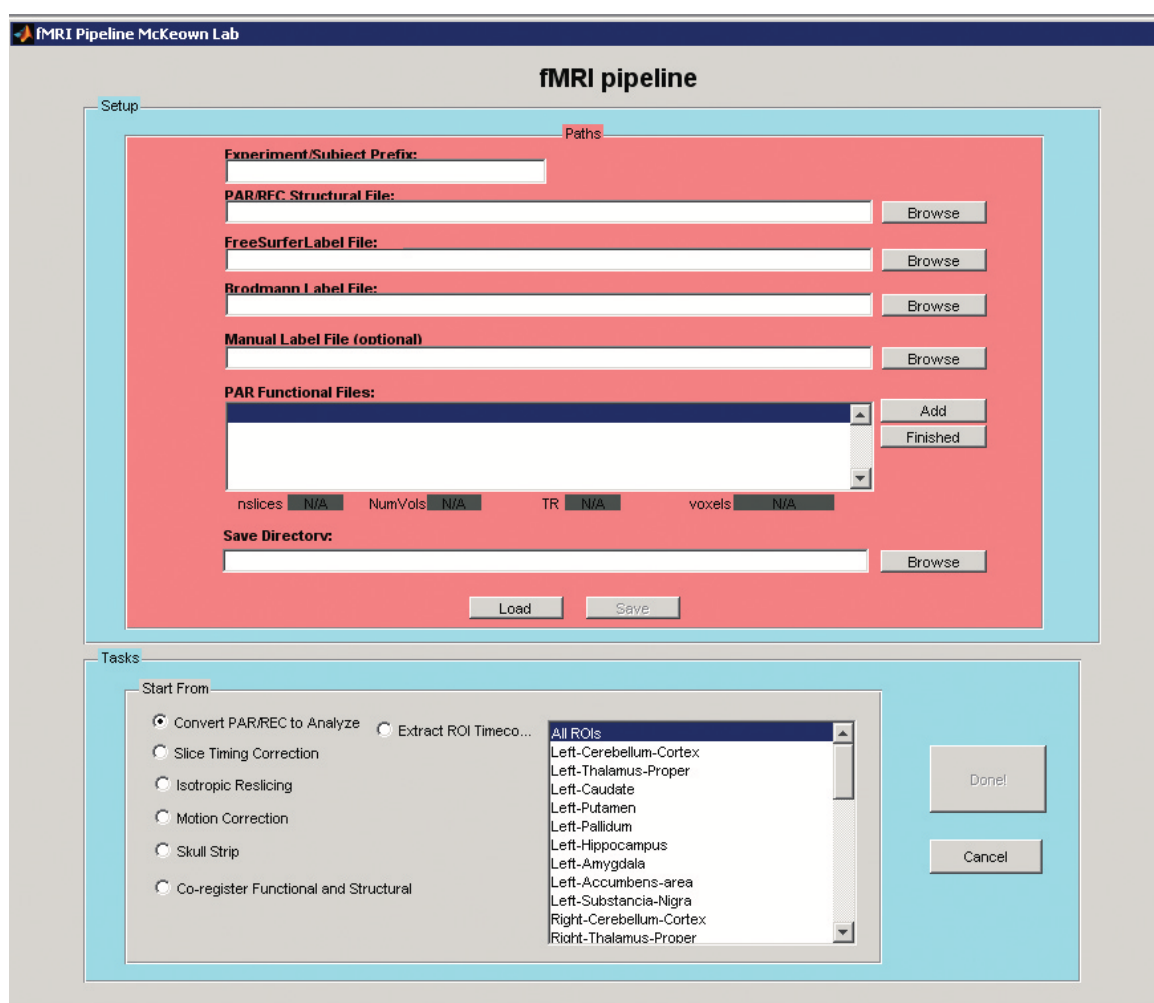 fMRI Pipeline McKeown Lab
fMRI pipeline
Setup
Paths
Experiment/Subject Prefix:
PAR/REC Structural File:
Browse
FreeSurferLabel File:
Browse
Brodmann Label File:
Browse
Manual Label File (optional)
Browse
PAR Functional Files:
Add
Finished
nslices N/A NumVols N/A TR N/A voxels N/A
Save Directory:
Browse
Load Save
Tasks
Start From
Convert PAR/REC to Analyze
Slice Timing Correction
Isotropic Reslicing
Motion Correction
Skull Strip
Co-register Functional and Structural
Extract ROI Timeco...
All ROIs
Left-Cerebellum-Cortex
Left-Thalamus-Proper
Left-Caudate
Left-Putamen
Left-Pallidum
Left-Hippocampus
Left-Amygdala
Left-Accumbens-area
Left-Substancia-Nigra
Right-Cerebellum-Cortex
Right-Thalamus-Proper
Done!
Cancel